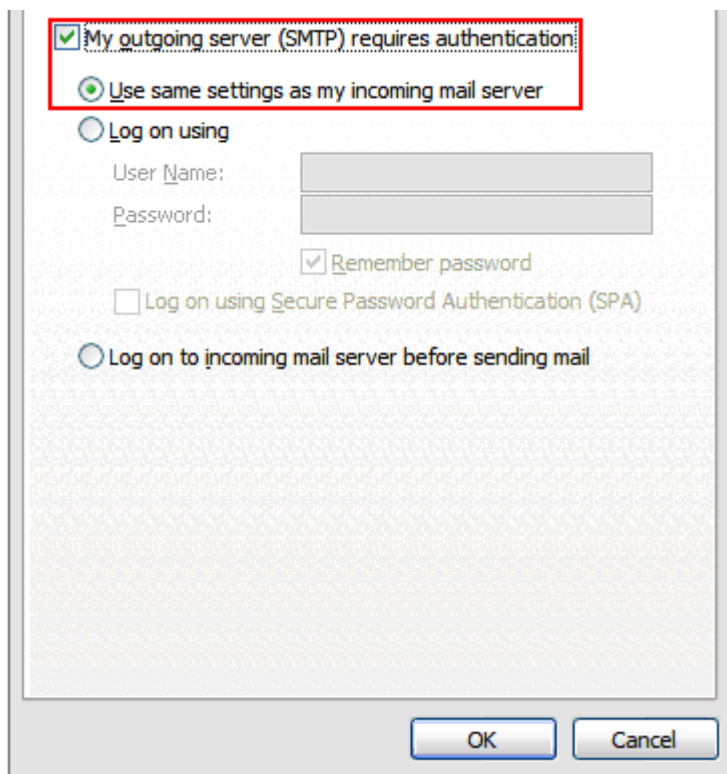 My outgoing server (SMTP) requires authentication
Use same settings as my incoming mail server
Log on using
User Name:
Password:
Remember password
Log on using Secure Password Authentication (SPA)
Log on to incoming mail server before sending mail
OK Cancel